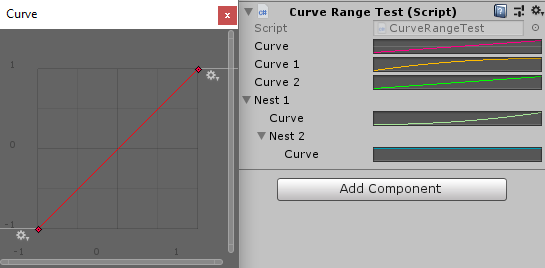 Curve
x
1
0
-1
-1
0
1
Curve Range Test (Script)
Script
CurveRangeTest
Curve
Curve 1
Curve 2
Nest 1
Curve
Nest 2
Curve
Add Component